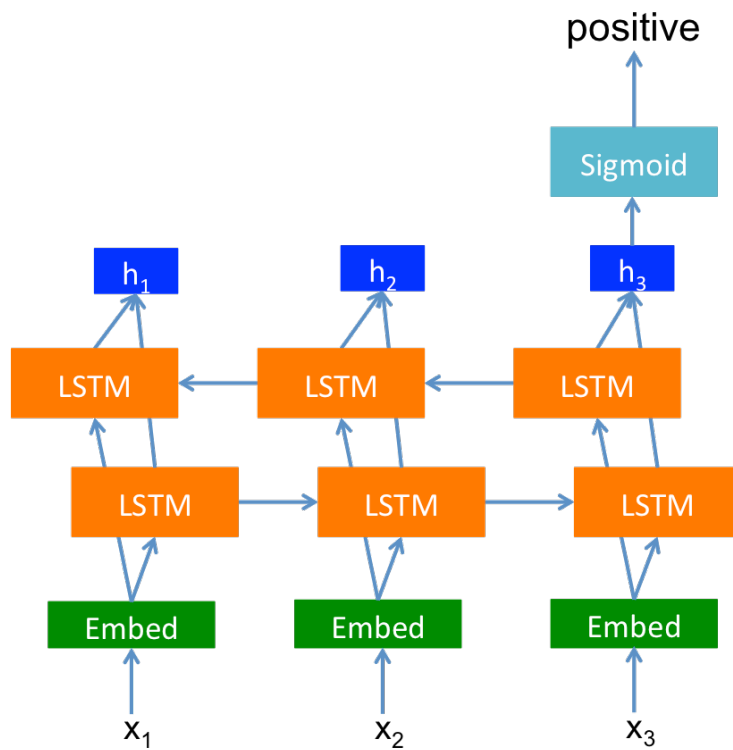 positive
Sigmoid
h₁ h₂ h₃
LSTM LSTM LSTM
LSTM LSTM LSTM
Embed Embed Embed
x₁ x₂ x₃